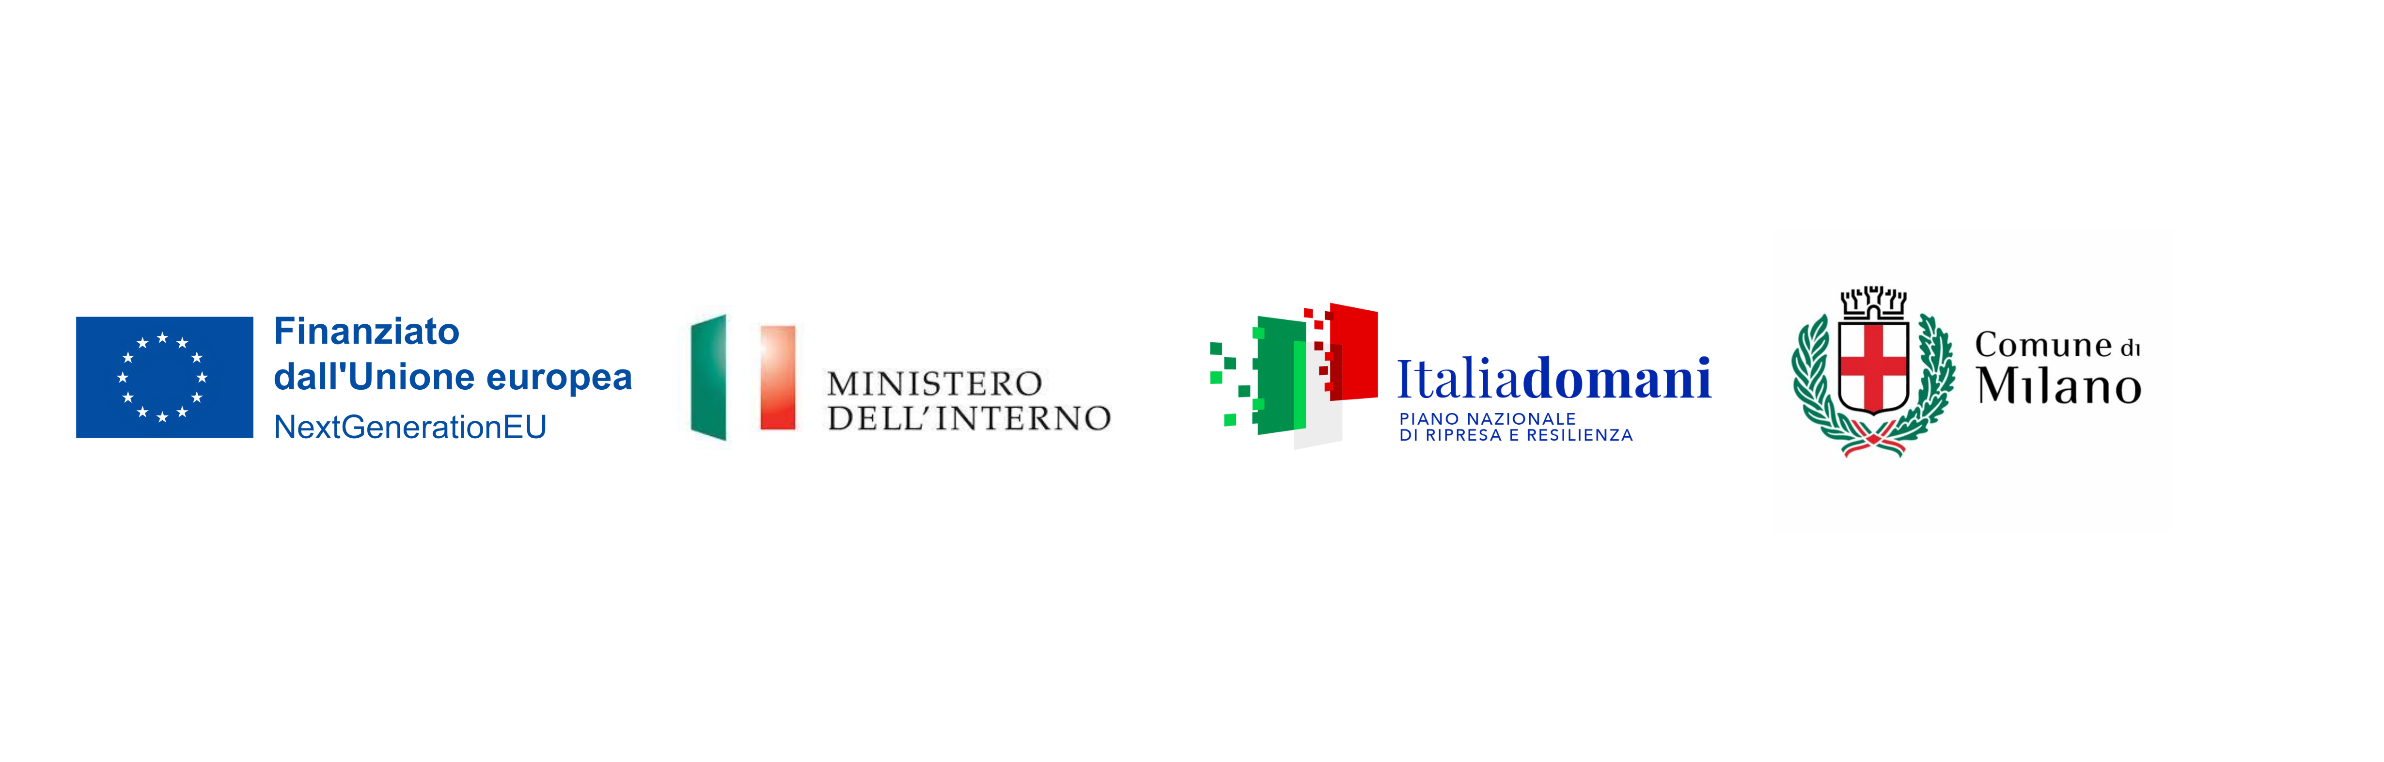 Finanziato
dall'Unione europea
NextGenerationEU
MINISTERO
DELL'INTERNO
Italiadomani
PIANO NAZIONALE
DI RIPRESA E RESILIENZA
Comune di
Milano